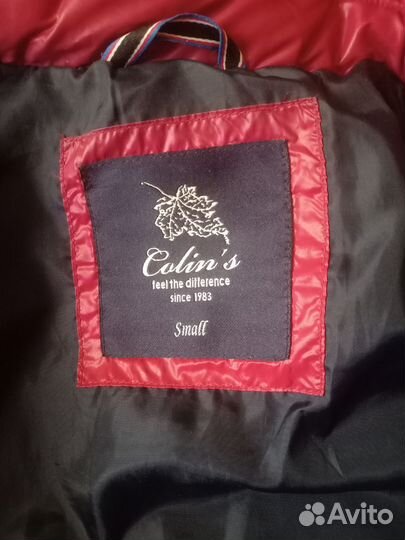 Colin's
feel the difference
since 1983
Small
Avito